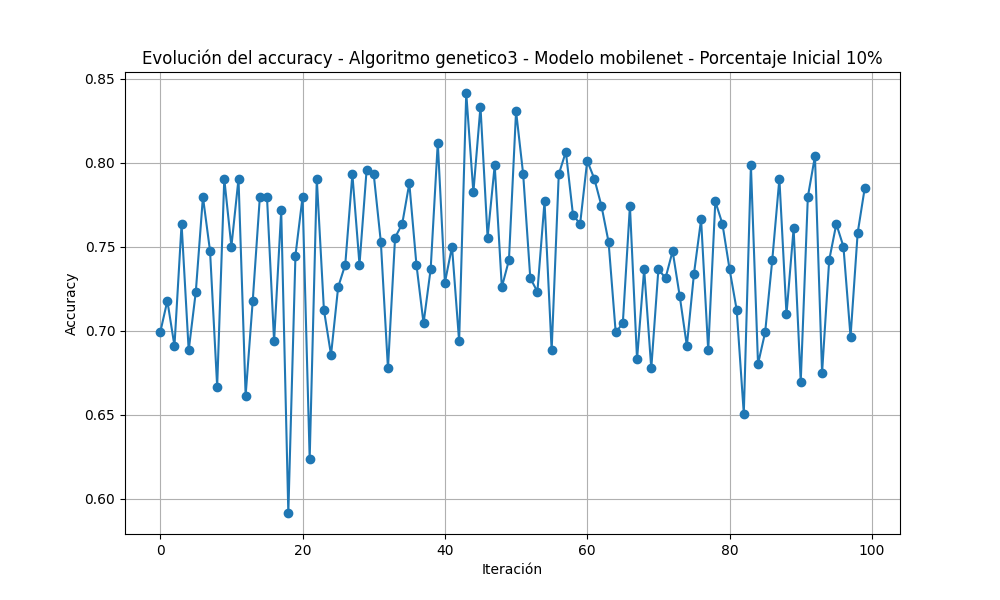 Evolución del accuracy - Algoritmo genetico3 - Modelo mobilenet - Porcentaje Inicial 10%
0.85
0.80
0.75
0.70
0.65
0.60
Accuracy
0 20 40 60 80 100
Iteración